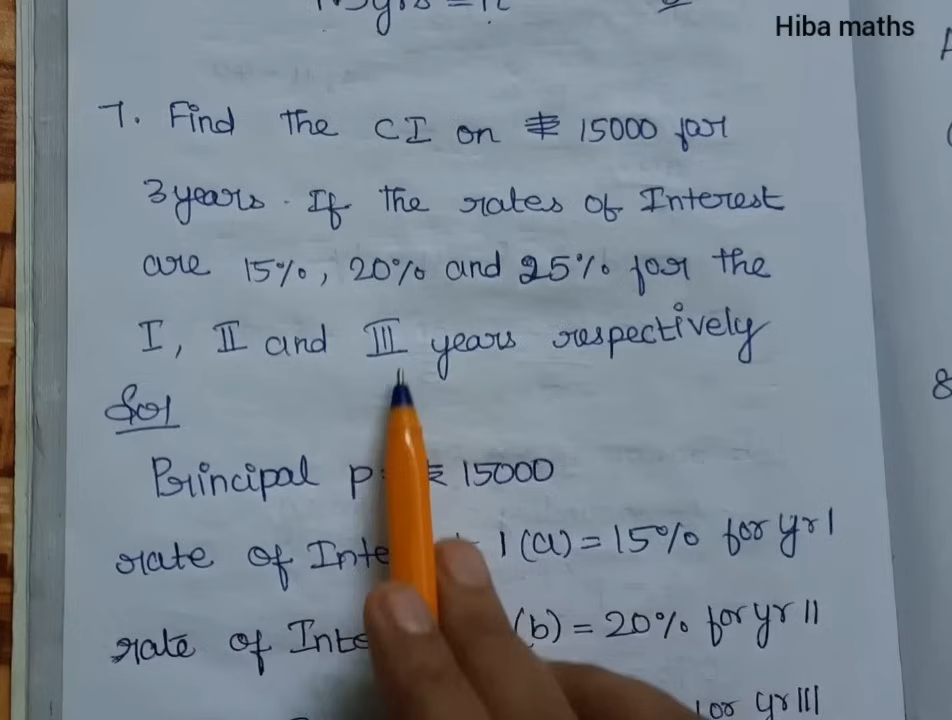 Hiba maths
7. Find the CI on ₹ 15000 for
3 years. If the rates of Interest
are 15%, 20% and 25% for the
I, II and III years respectively
Sol
Principal P ₹ 15000
rate of Inte 1 (a) = 15% for yr I
rate of Inte (b) = 20% for yr II
for yr III